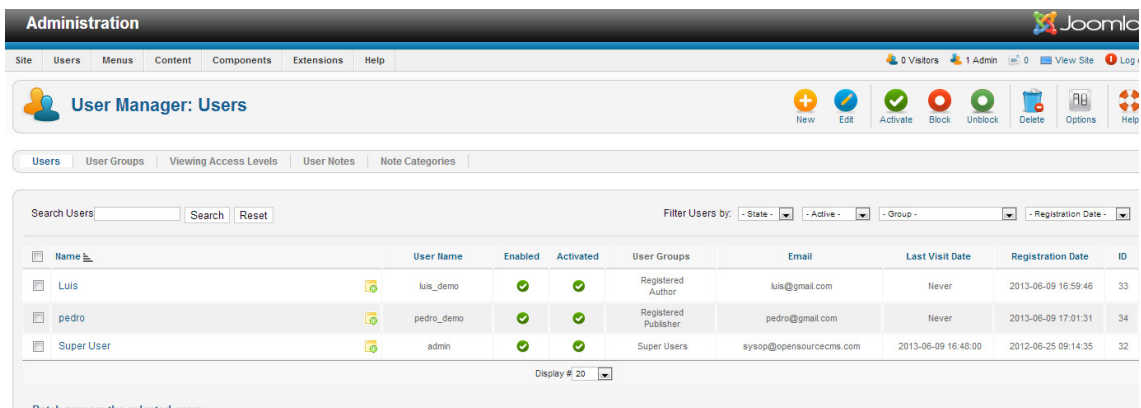 Administration
Joomla
Site Users Menus Content Components Extensions Help
0 Visitors 1 Admin 0 View Site Log
User Manager: Users
New Edit Activate Block Unblock Delete Options Help
Users User Groups Viewing Access Levels User Notes Note Categories
Search Users Search Reset
Filter Users by: - State - - Active - - Group - - Registration Date -
Name User Name Enabled Activated User Groups Email Last Visit Date Registration Date ID
Luis luis_demo Registered Author luis@gmail.com Never 2013-06-09 16:59:46 33
pedro pedro_demo Registered Publisher pedro@gmail.com Never 2013-06-09 17:01:31 34
Super User admin Super Users sysop@opensourcecms.com 2013-06-09 16:48:00 2012-06-25 09:14:35 32
Display # 20